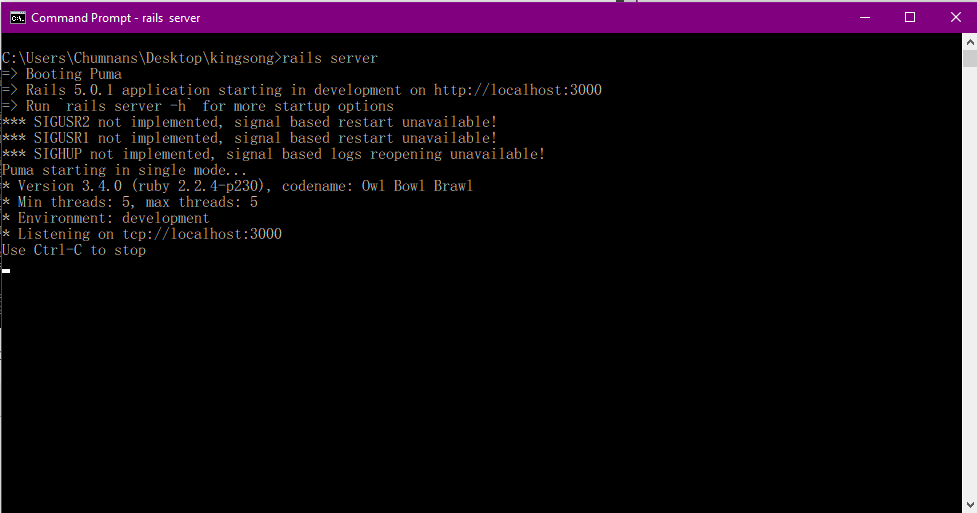 Command Prompt - rails  server
C:\Users\Chumnans\Desktop\kingsong>rails server
=> Booting Puma
=> Rails 5.0.1 application starting in development on http://localhost:3000
=> Run `rails server -h` for more startup options
*** SIGUSR2 not implemented, signal based restart unavailable!
*** SIGUSR1 not implemented, signal based restart unavailable!
*** SIGHUP not implemented, signal based logs reopening unavailable!
Puma starting in single mode...
* Version 3.4.0 (ruby 2.2.4-p230), codename: Owl Bowl Brawl
* Min threads: 5, max threads: 5
* Environment: development
* Listening on tcp://localhost:3000
Use Ctrl-C to stop